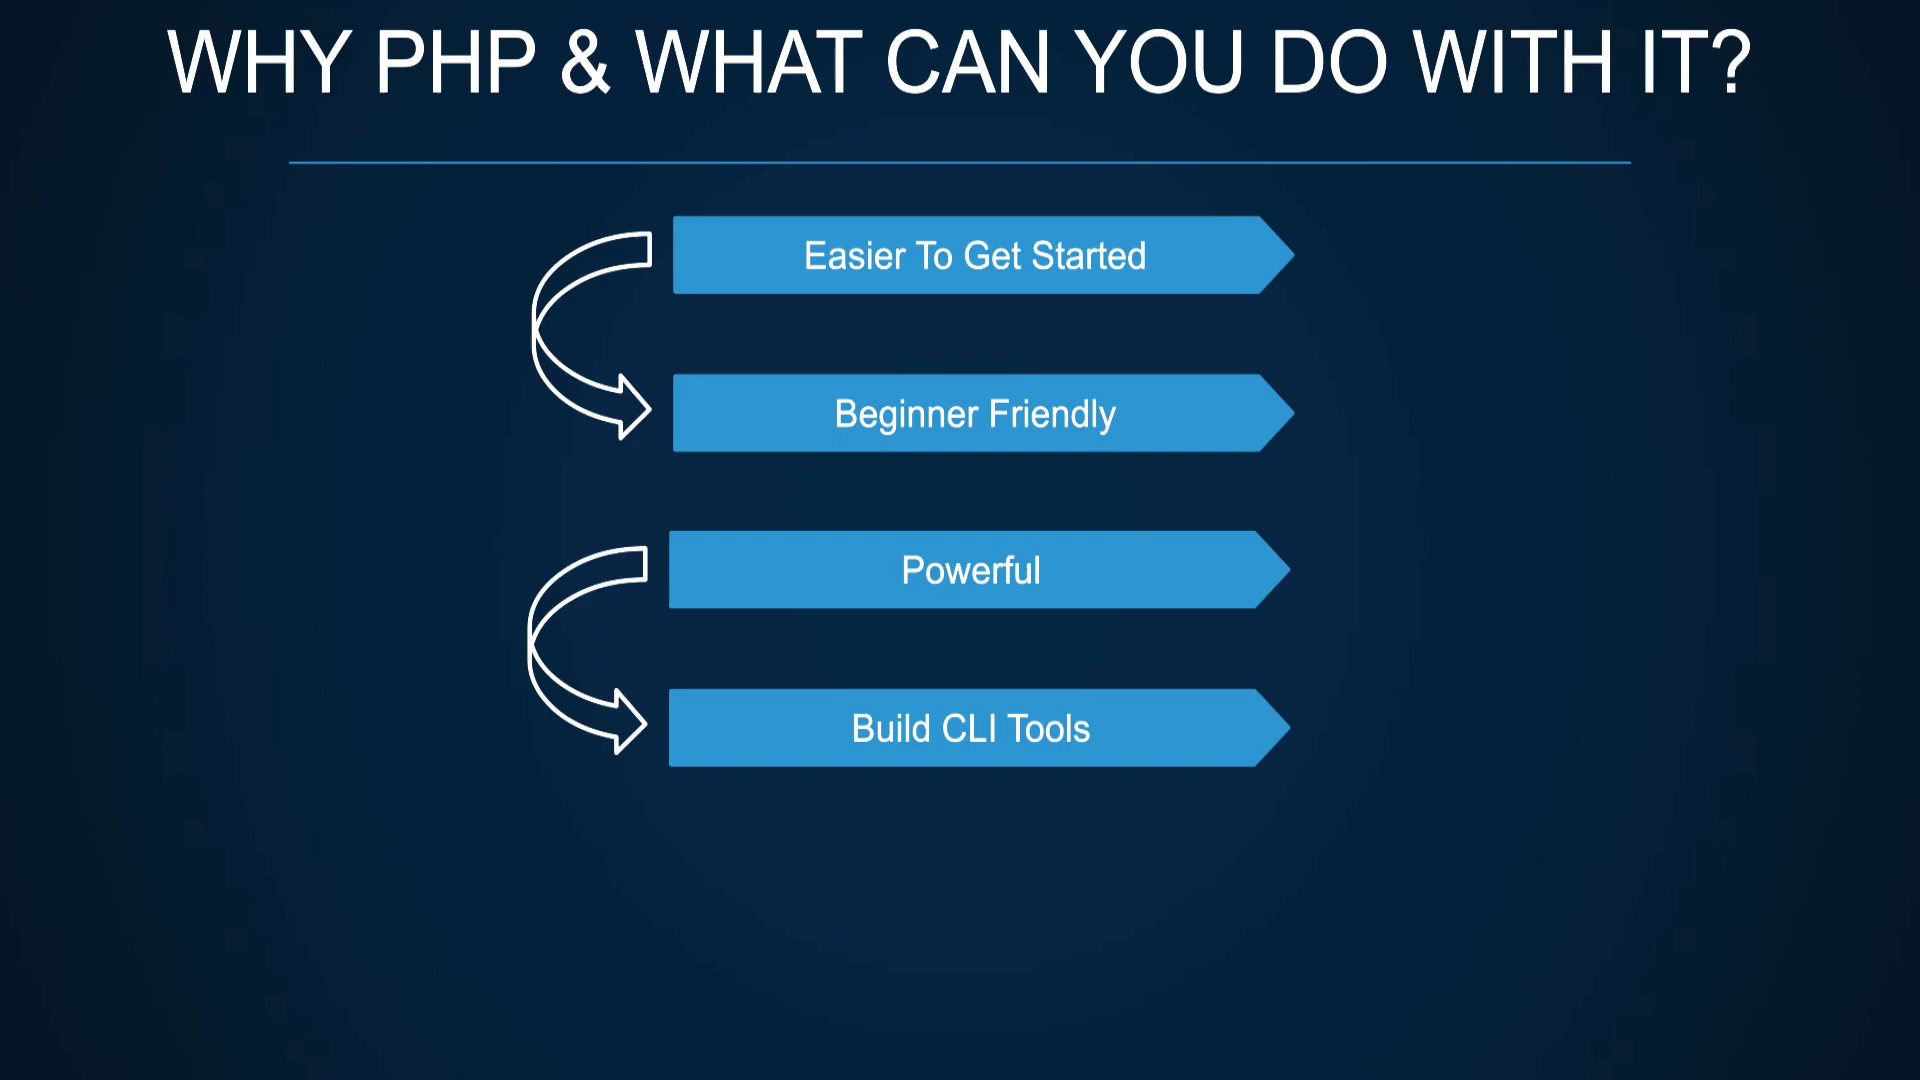 WHY PHP & WHAT CAN YOU DO WITH IT?
Easier To Get Started
Beginner Friendly
Powerful
Build CLI Tools